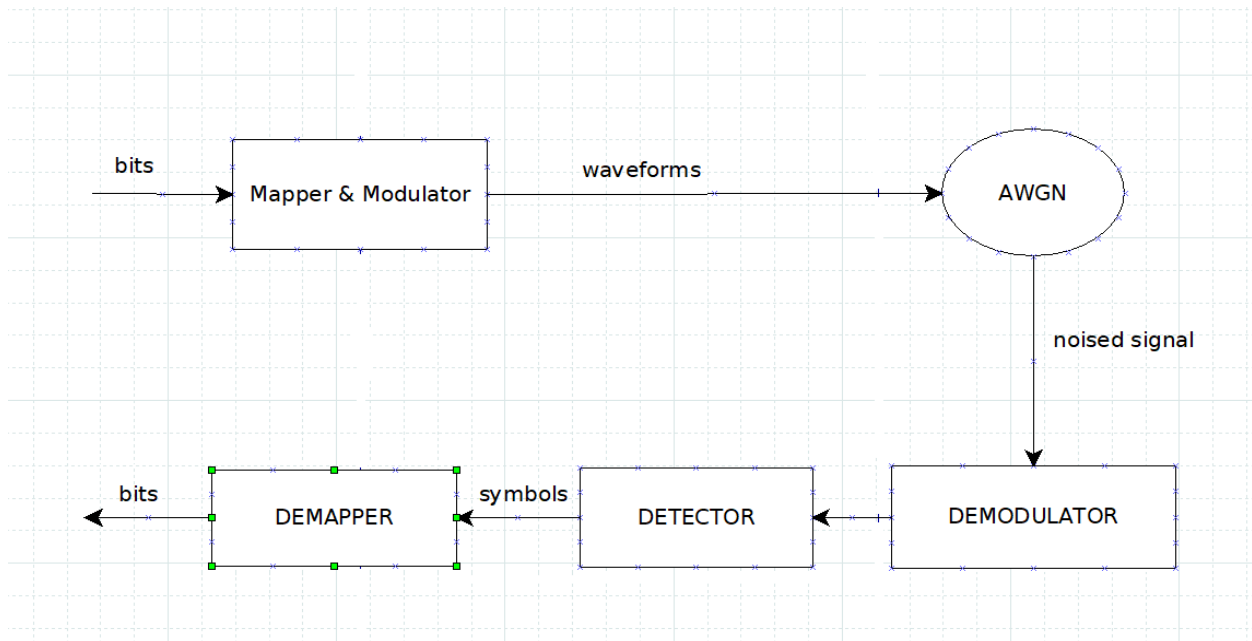 bits
Mapper & Modulator
waveforms
AWGN
noised signal
bits
DEMAPPER
symbols
DETECTOR
DEMODULATOR